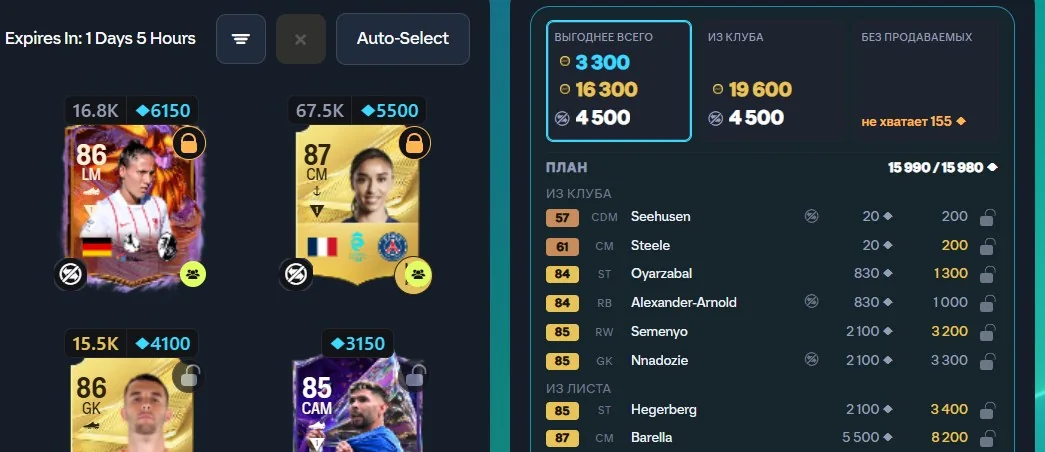 Expires In: 1 Days 5 Hours
×
Auto-Select
16.8K ◆6150
86
LM
1
67.5K ◆5500
87
CM
1
15.5K ◆4100
86
GK
◆3150
85
CAM
1
ВЫГОДНЕЕ ВСЕГО
3 300
16 300
4 500
ИЗ КЛУБА
19 600
4 500
БЕЗ ПРОДАВАЕМЫХ
не хватает 155 ◆
ПЛАН 15 990 / 15 980 ◆
ИЗ КЛУБА
57 CDM Seehusen 20 ◆ 200
61 CM Steele 20 ◆ 200
84 ST Oyarzabal 830 ◆ 1 300
84 RB Alexander-Arnold 830 ◆ 1 000
85 RW Semenyo 2 100 ◆ 3 200
85 GK Nnadozie 2 100 ◆ 3 300
ИЗ ЛИСТА
85 ST Hegerberg 2 100 ◆ 3 400
87 CM Barella 5 500 ◆ 8 200